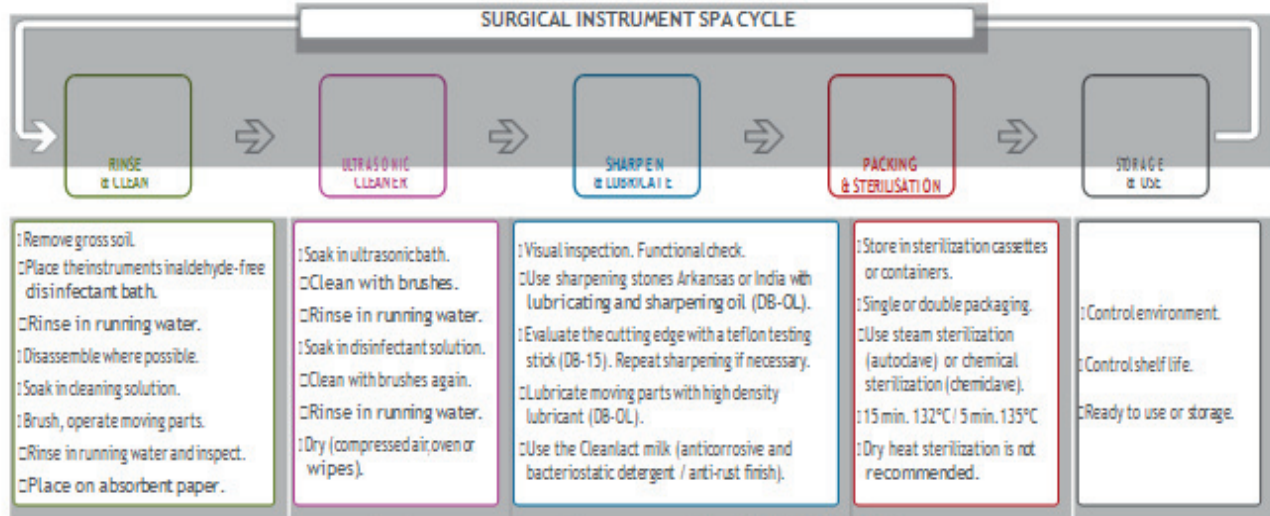 SURGICAL INSTRUMENT SPA CYCLE
RINSE
& CLEAN
ULTRASONIC
CLEANER
SHARPEN
& LUBRICATE
PACKING
& STERILISATION
STORAGE
& USE
Remove gross soil.
□Place the instruments in aldehyde-free
disinfectant bath.
□Rinse in running water.
□Disassemble where possible.
Soak in cleaning solution.
□Brush, operate moving parts.
Rinse in running water and inspect.
□Place on absorbent paper.
Soak in ultrasonic bath.
□Clean with brushes.
□Rinse in running water.
Soak in disinfectant solution.
□Clean with brushes again.
□Rinse in running water.
Dry (compressed air, oven or
wipes).
Visual inspection. Functional check.
□Use sharpening stones Arkansas or India with
lubricating and sharpening oil (DB-OL).
Evaluate the cutting edge with a teflon testing
stick (DB-15). Repeat sharpening if necessary.
□Lubricate moving parts with high density
lubricant (DB-OL).
□Use the Cleanlact milk (anticorrosive and
bacteriostatic detergent / anti-rust finish).
Store in sterilization cassettes
or containers.
Single or double packaging.
□Use steam sterilization
(autoclave) or chemical
sterilization (chemiclave).
□15 min. 132°C / 5 min. 135°C
Dry heat sterilization is not
recommended.
Control environment.
Control shelf life.
□Ready to use or storage.